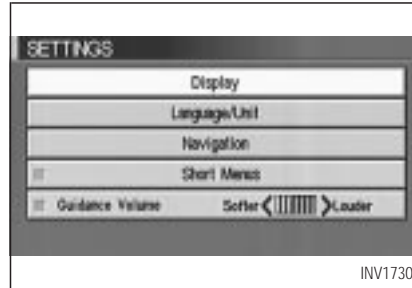 SETTINGS
Display
Language/Unit
Navigation
Short Menus
Guidance Volume Softer Louder
INV1730